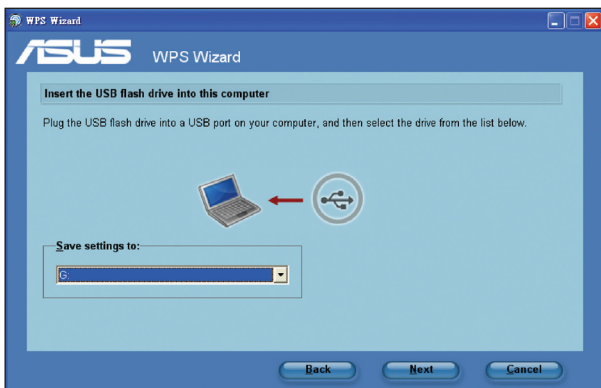 WPS Wizard
ASUS WPS Wizard
Insert the USB flash drive into this computer
Plug the USB flash drive into a USB port on your computer, and then select the drive from the list below.
Save settings to:
G:
Back Next Cancel